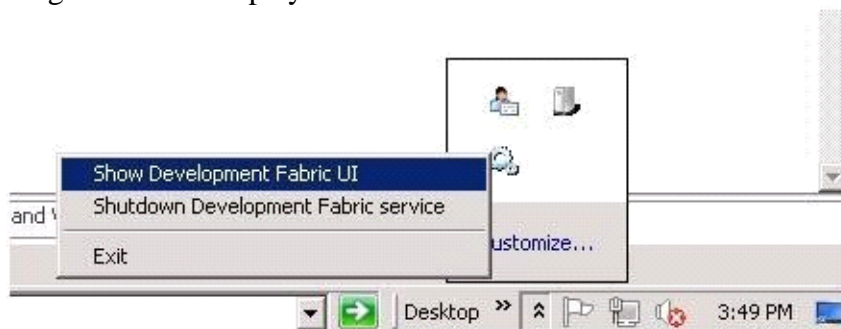 Show Development Fabric UI
Shutdown Development Fabric service
and
Exit
ustomize...
Desktop »
3:49 PM